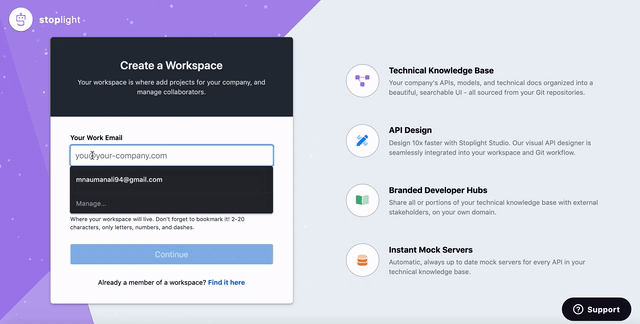 stoplight
Create a Workspace
Your workspace is where add projects for your company, and
manage collaborators.
Your Work Email
you@your-company.com
mnaumanali94@gmail.com
Manage...
Where your workspace will live. Don't forget to bookmark it! 2-20
characters, only letters, numbers, and dashes.
Continue
Already a member of a workspace? Find it here
Technical Knowledge Base
Your company's APIs, models, and technical docs organized into a
beautiful, searchable UI - all sourced from your Git repositories.
API Design
Design 10x faster with Stoplight Studio. Our visual API designer is
seamlessly integrated into your workspace and Git workflow.
Branded Developer Hubs
Share all or portions of your technical knowledge base with external
stakeholders, on your own domain.
Instant Mock Servers
Automatic, always up to date mock servers for every API in your
technical knowledge base.
Support